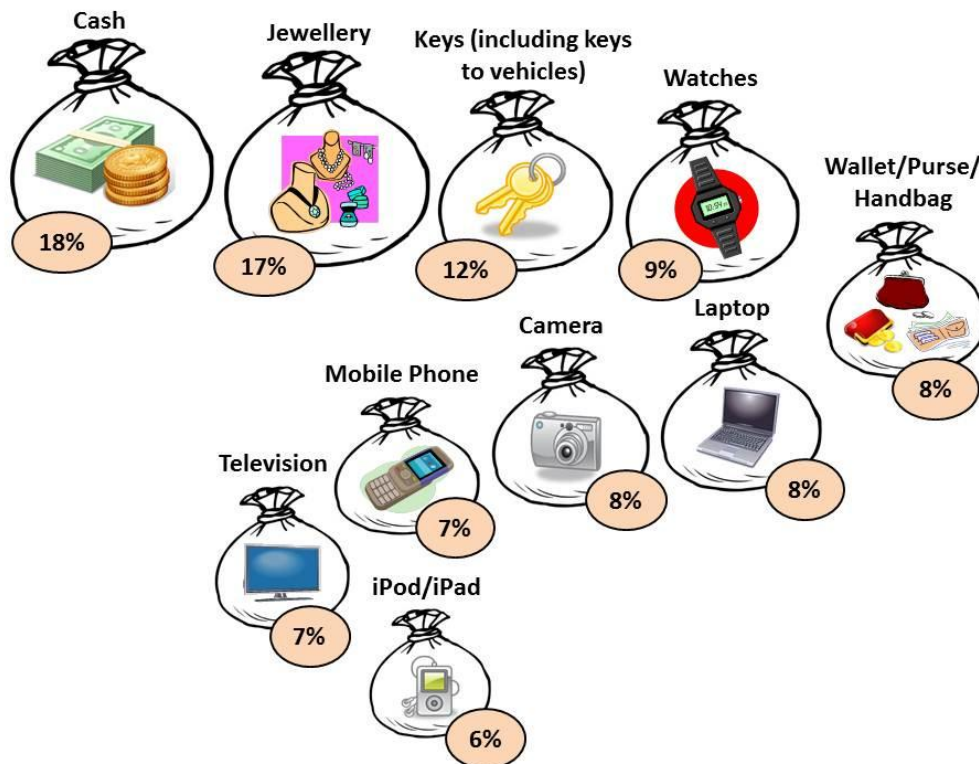 Cash
18%
Jewellery
17%
Keys (including keys
to vehicles)
12%
Watches
9%
Wallet/Purse/
Handbag
8%
Laptop
8%
Camera
8%
Mobile Phone
7%
Television
7%
iPod/iPad
6%